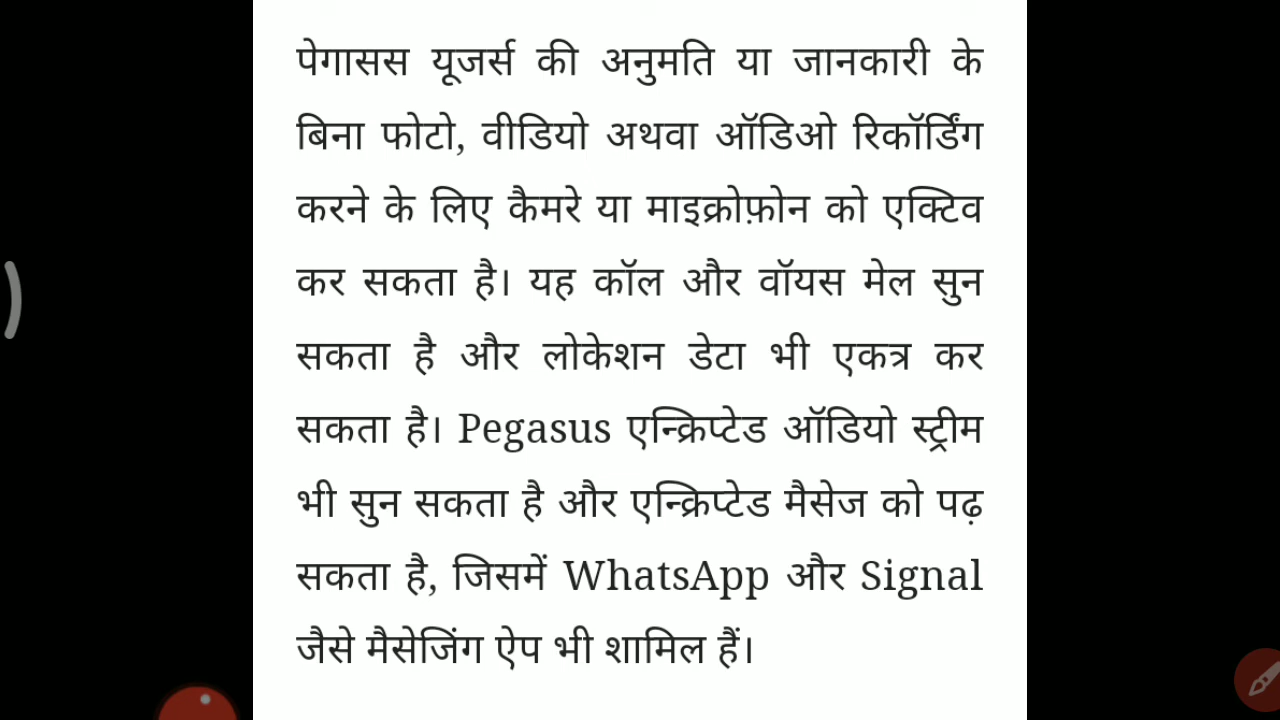 पेगासस यूजर्स की अनुमति या जानकारी के
बिना फोटो, वीडियो अथवा ऑडिओ रिकॉर्डिंग
करने के लिए कैमरे या माइक्रोफ़ोन को एक्टिव
कर सकता है। यह कॉल और वॉयस मेल सुन
सकता है और लोकेशन डेटा भी एकत्र कर
सकता है। Pegasus एन्क्रिप्टेड ऑडियो स्ट्रीम
भी सुन सकता है और एन्क्रिप्टेड मैसेज को पढ़
सकता है, जिसमें WhatsApp और Signal
जैसे मैसेजिंग ऐप भी शामिल हैं।